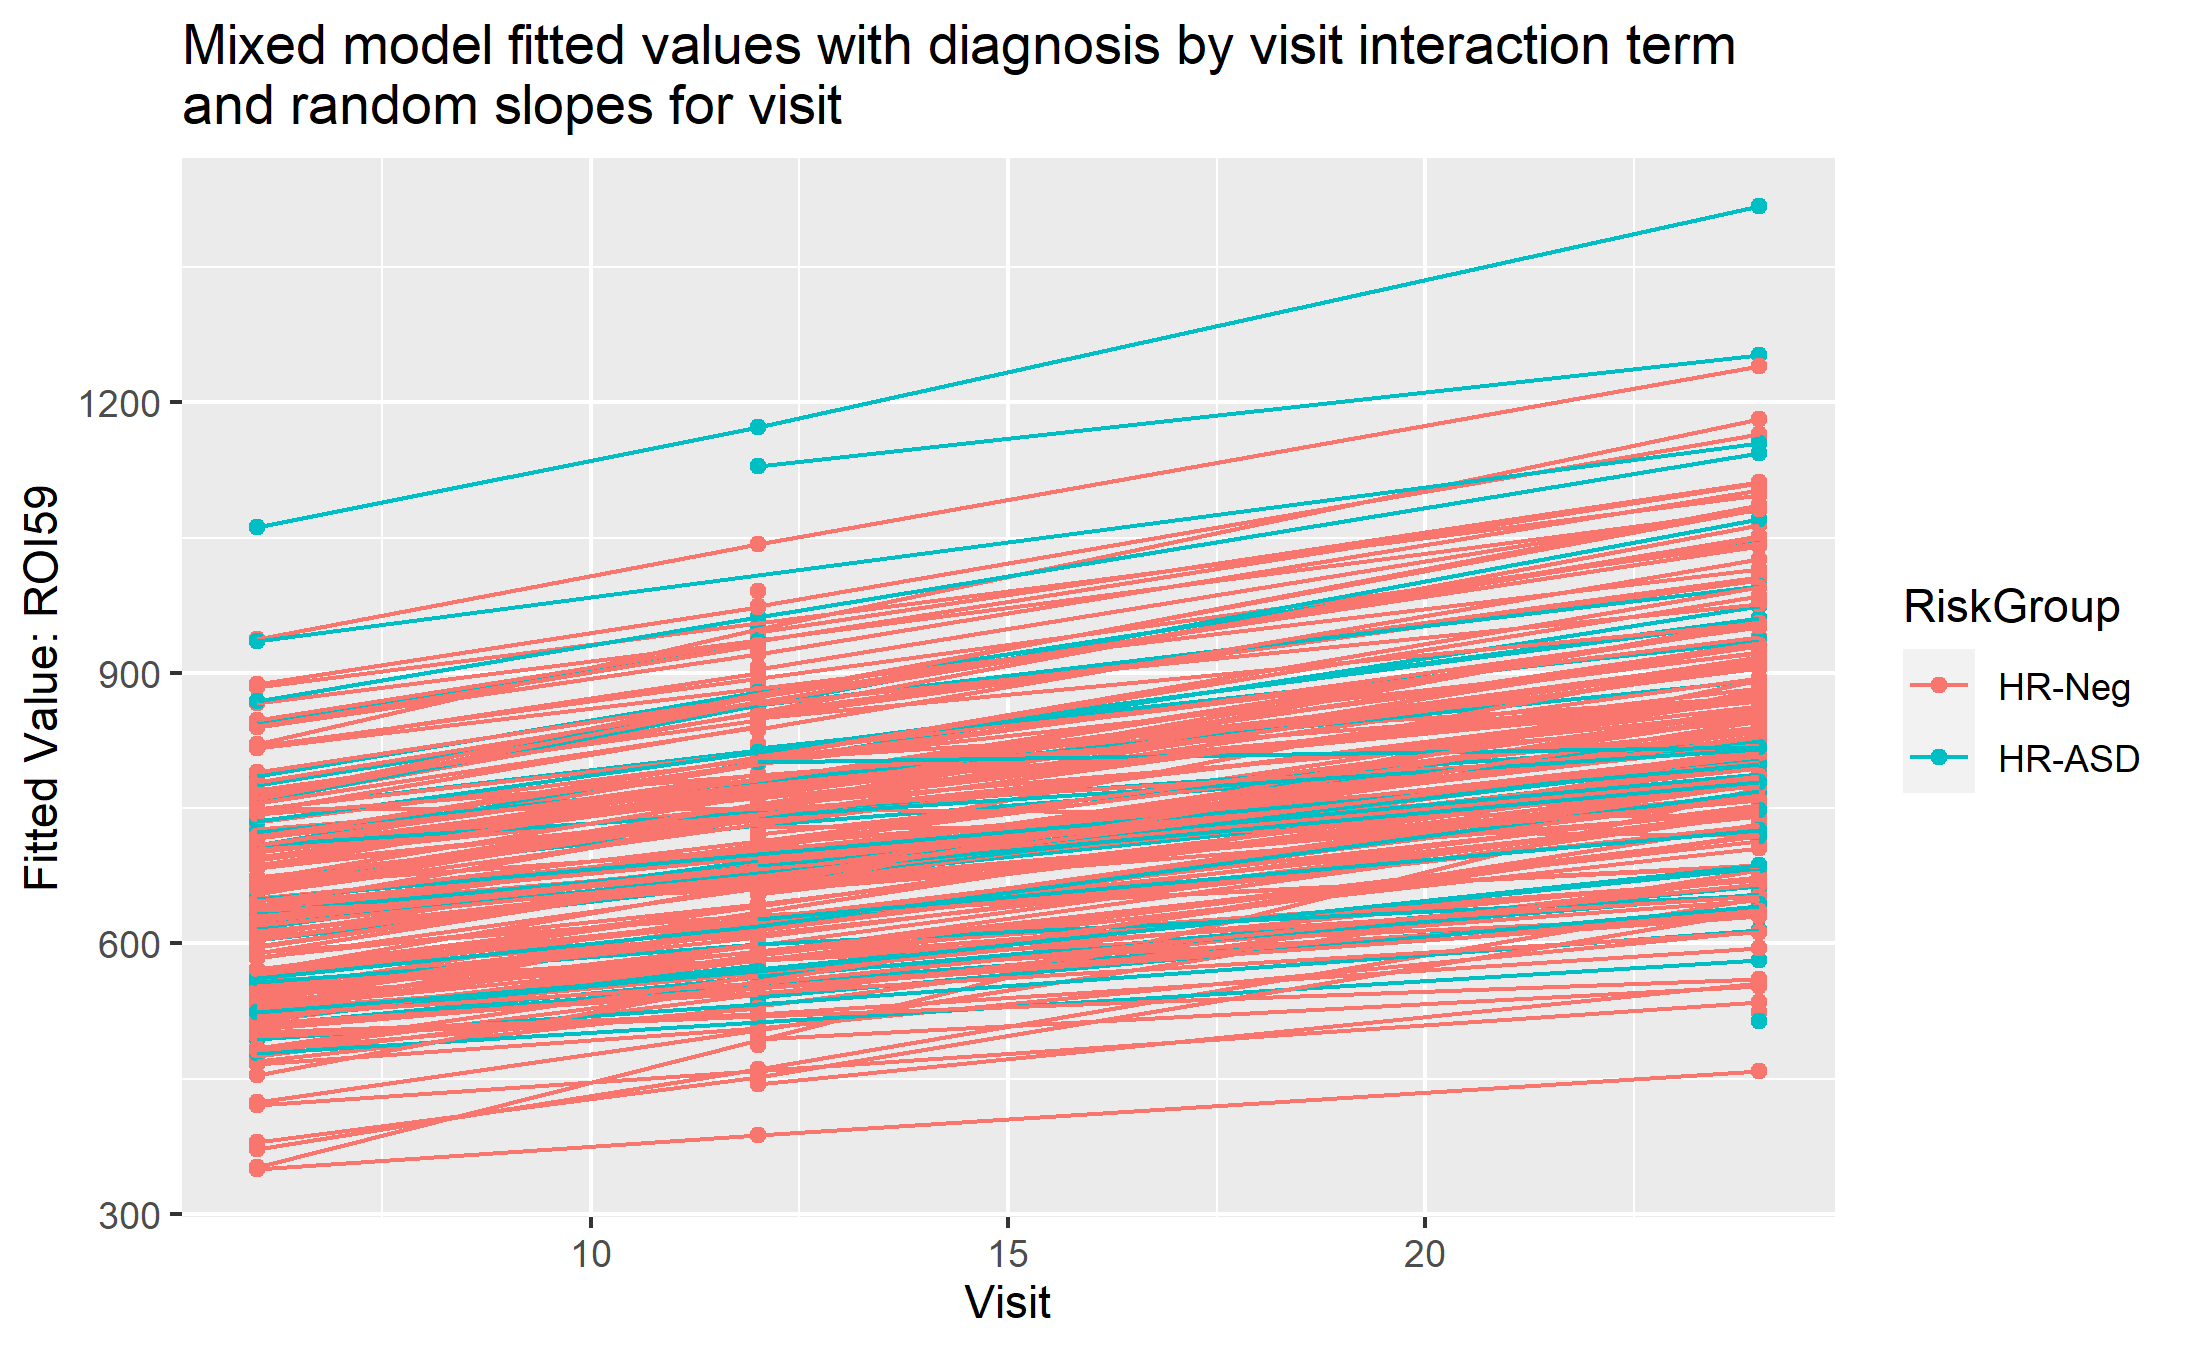 Mixed model fitted values with diagnosis by visit interaction term
and random slopes for visit
Fitted Value: ROI59
1200
900
600
300
10
15
20
Visit
RiskGroup
HR-Neg
HR-ASD